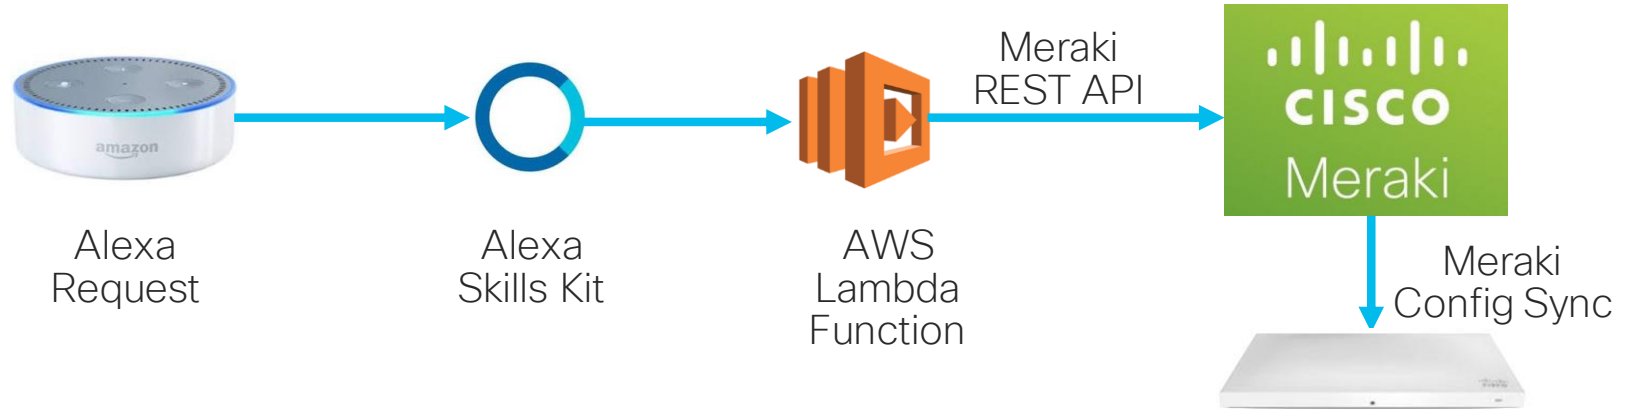 Meraki
REST API
CISCO
Meraki
amazon
Alexa
Request
Alexa
Skills Kit
AWS
Lambda
Function
Meraki
Config Sync